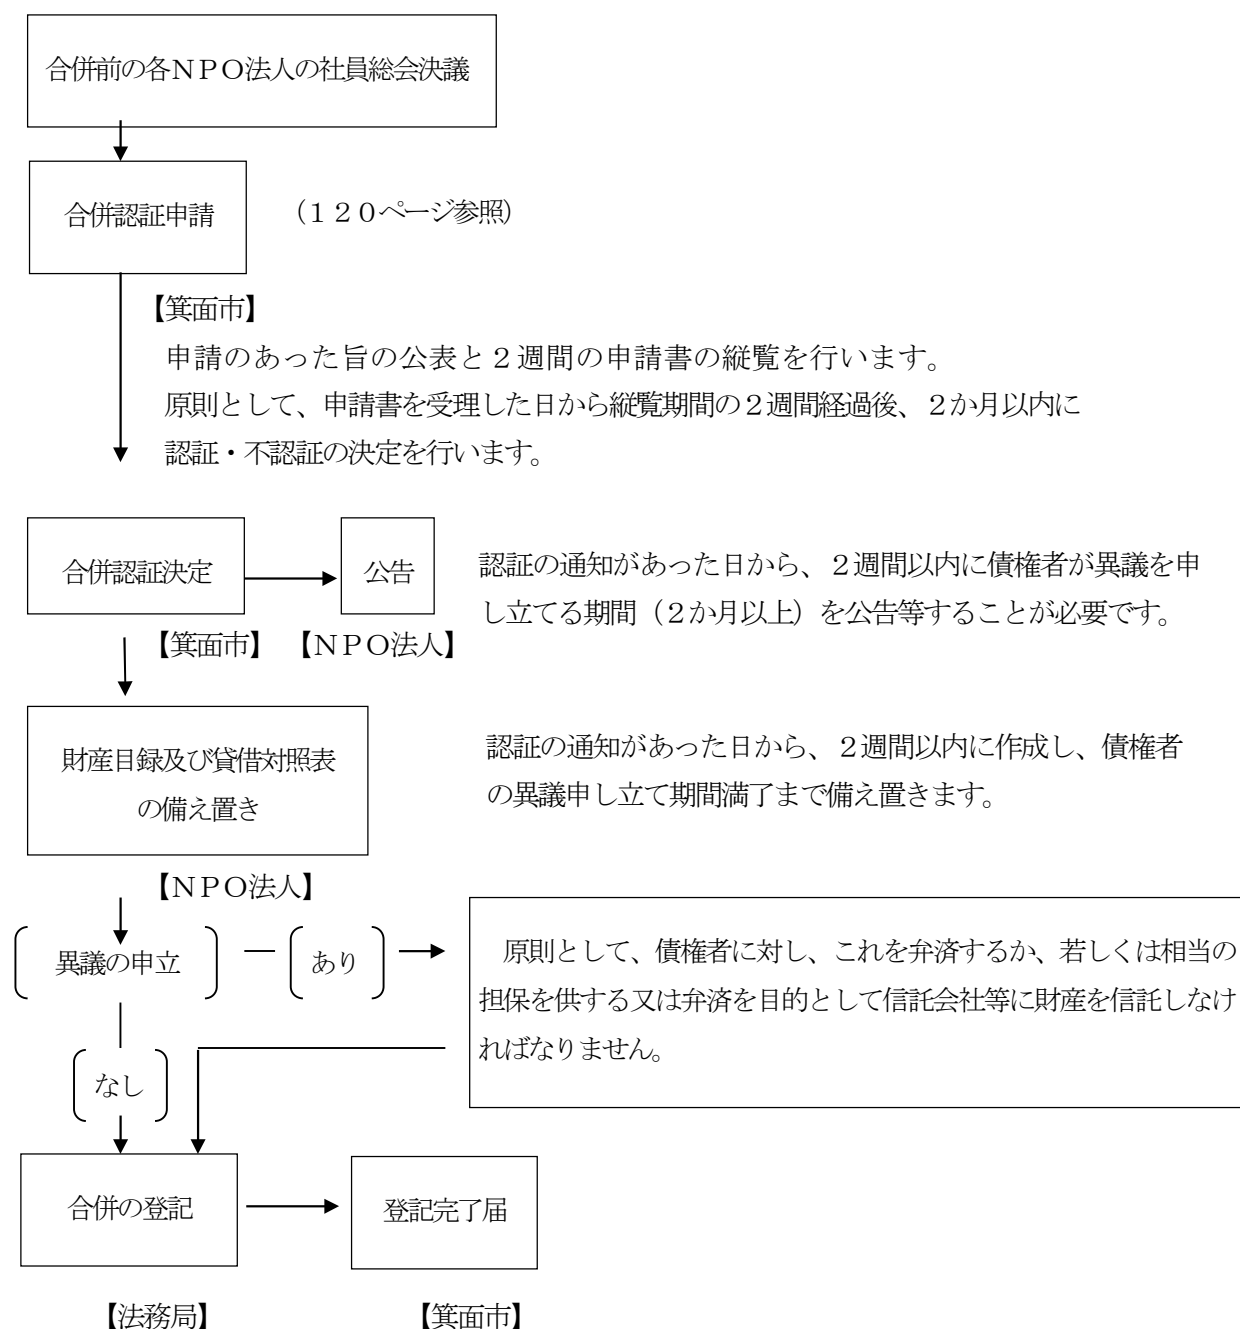 合併前の各NPO法人の社員総会決議
合併認証申請
（１２０ページ参照）
【箕面市】
申請のあった旨の公表と２週間の申請書の縦覧を行います。
原則として、申請書を受理した日から縦覧期間の２週間経過後、２か月以内に
認証・不認証の決定を行います。
合併認証決定
公告
認証の通知があった日から、２週間以内に債権者が異議を申
し立てる期間（２か月以上）を公告等することが必要です。
【箕面市】
【NPO法人】
財産目録及び貸借対照表
の備え置き
認証の通知があった日から、２週間以内に作成し、債権者
の異議申し立て期間満了まで備え置きます。
【NPO法人】
異議の申立
あり
原則として、債権者に対し、これを弁済するか、若しくは相当の
担保を供する又は弁済を目的として信託会社等に財産を信託しなけ
ればなりません。
なし
合併の登記
登記完了届
【法務局】
【箕面市】